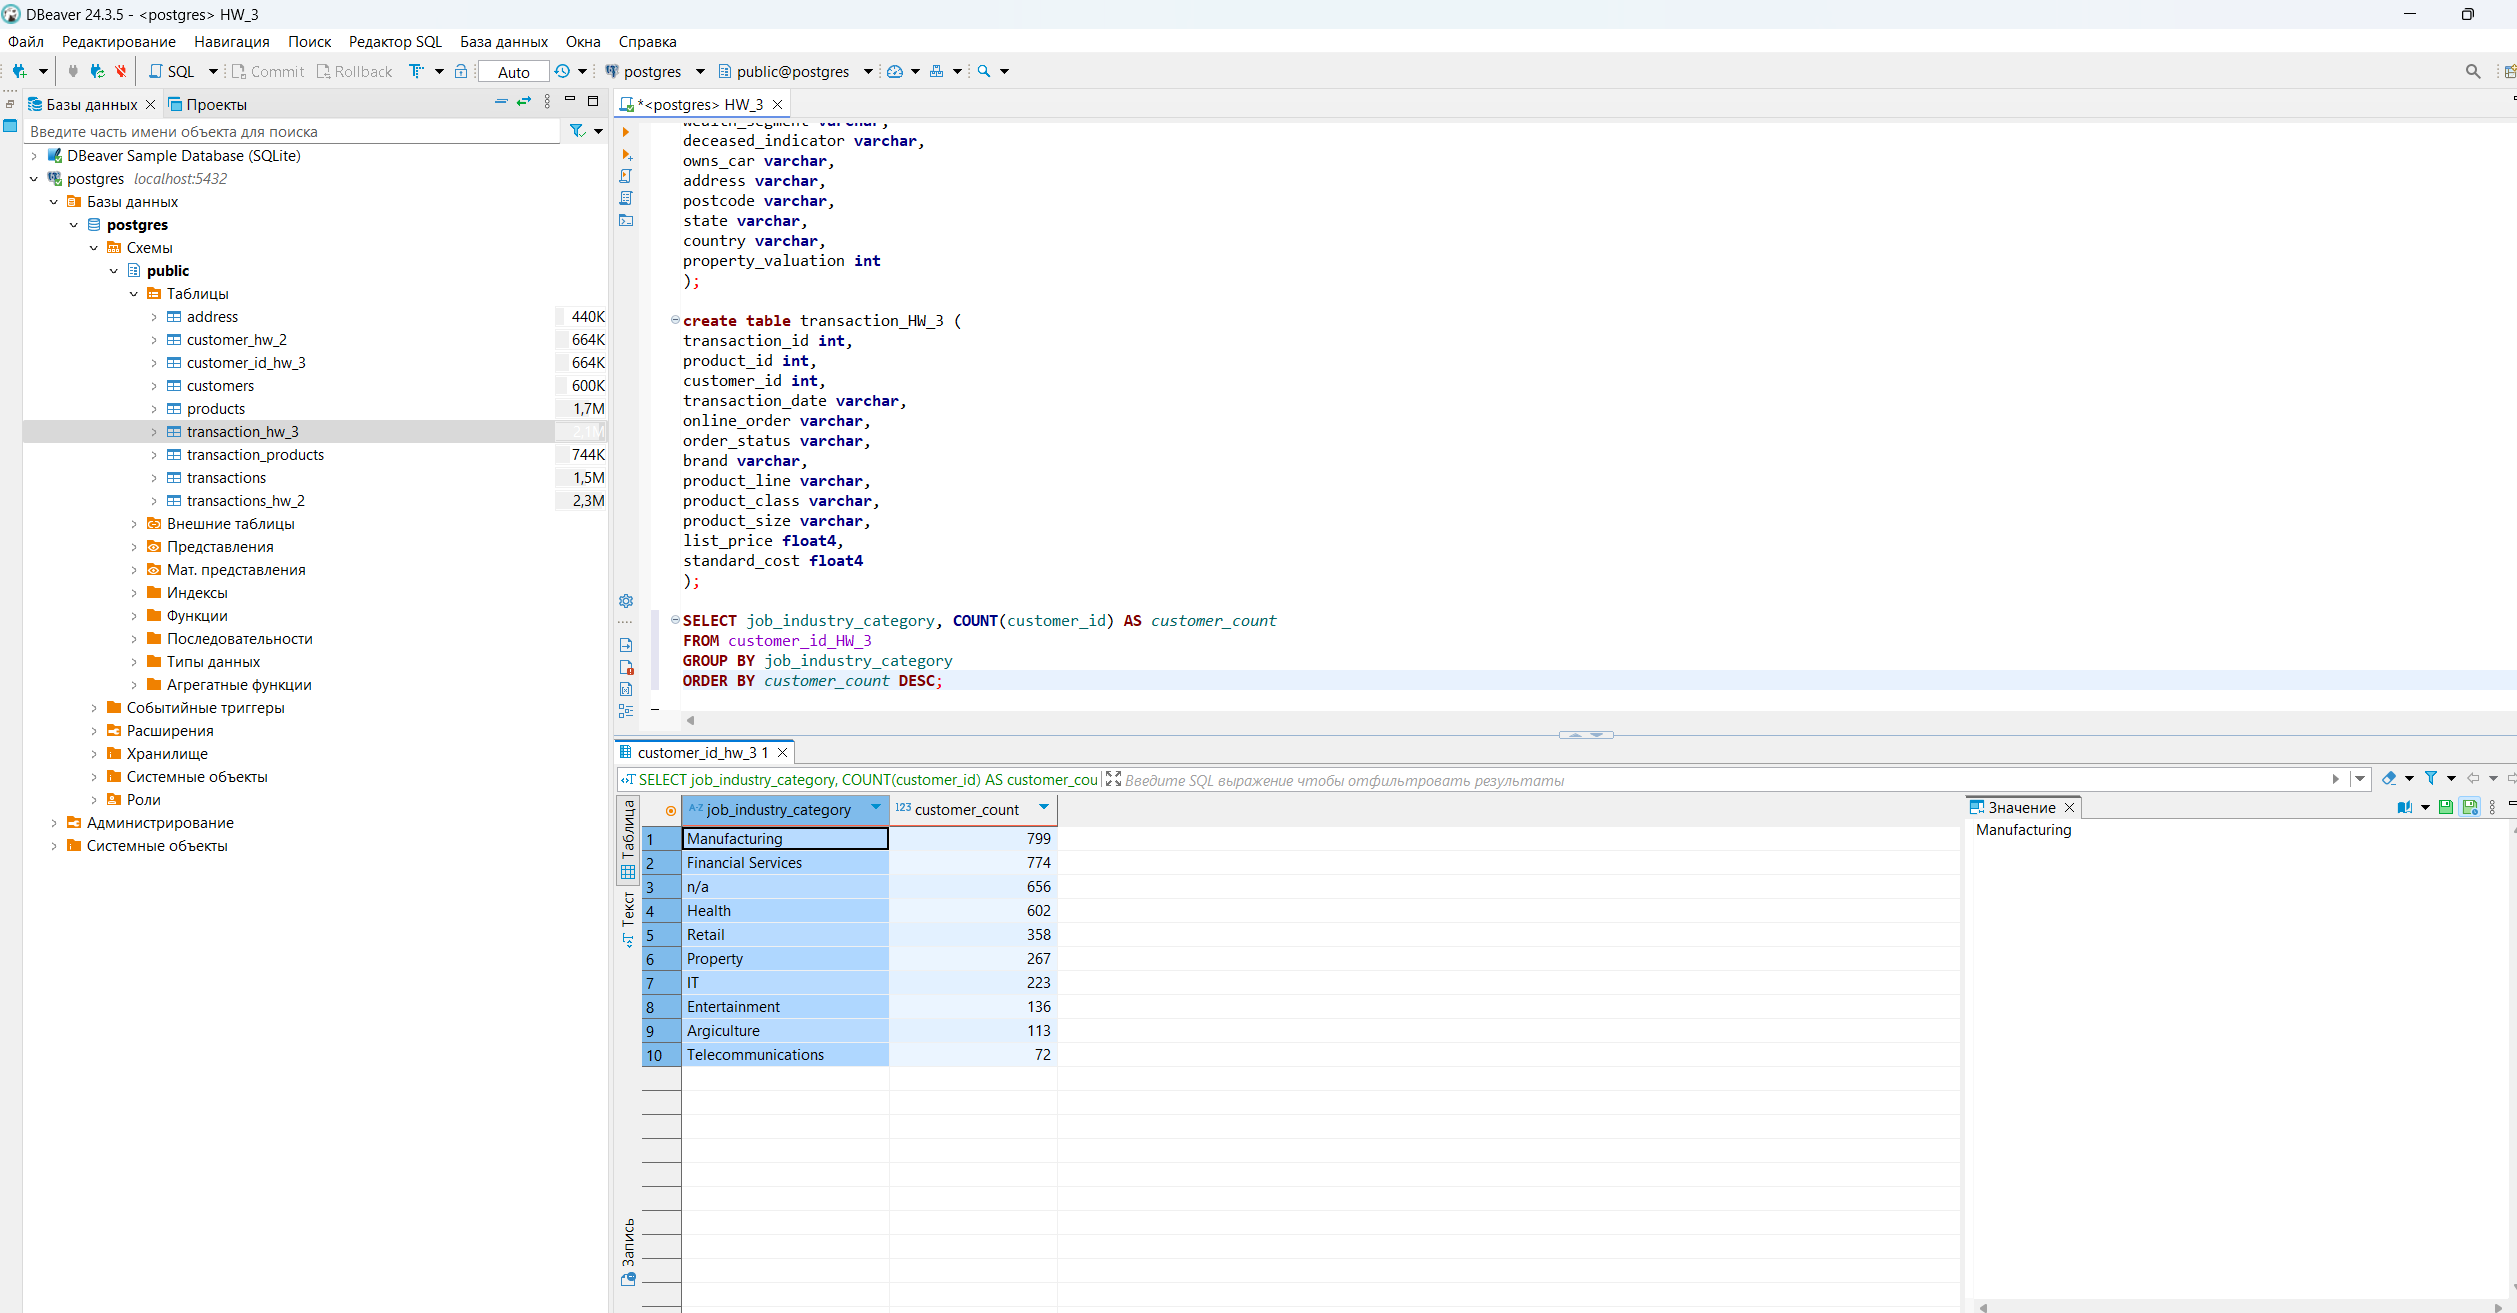 DBeaver 24.3.5 - <postgres> HW_3
Файл Редактирование Навигация Поиск Редактор SQL База данных Окна Справка
SQL Commit Rollback Auto postgres public@postgres
Базы данных Проекты
Введите часть имени объекта для поиска
DBeaver Sample Database (SQLite)
postgres localhost:5432
Базы данных
postgres
Схемы
public
Таблицы
address 440K
customer_hw_2 664K
customer_id_hw_3 664K
customers 600K
products 1,7M
transaction_hw_3 2,1M
transaction_products 744K
transactions 1,5M
transactions_hw_2 2,3M
Внешние таблицы
Представления
Мат. представления
Индексы
Функции
Последовательности
Типы данных
Агрегатные функции
Событийные триггеры
Расширения
Хранилище
Системные объекты
Роли
Администрирование
Системные объекты
*<postgres> HW_3
wealth_segment varchar,
deceased_indicator varchar,
owns_car varchar,
address varchar,
postcode varchar,
state varchar,
country varchar,
property_valuation int
);
create table transaction_HW_3 (
transaction_id int,
product_id int,
customer_id int,
transaction_date varchar,
online_order varchar,
order_status varchar,
brand varchar,
product_line varchar,
product_class varchar,
product_size varchar,
list_price float4,
standard_cost float4
);
SELECT job_industry_category, COUNT(customer_id) AS customer_count
FROM customer_id_HW_3
GROUP BY job_industry_category
ORDER BY customer_count DESC;
customer_id_hw_3 1
SELECT job_industry_category, COUNT(customer_id) AS customer_cou Введите SQL выражение чтобы отфильтровать результаты
Таблица
Текст
Запись
A-Z job_industry_category 123 customer_count
1 Manufacturing 799
2 Financial Services 774
3 n/a 656
4 Health 602
5 Retail 358
6 Property 267
7 IT 223
8 Entertainment 136
9 Argiculture 113
10 Telecommunications 72
Значение
Manufacturing